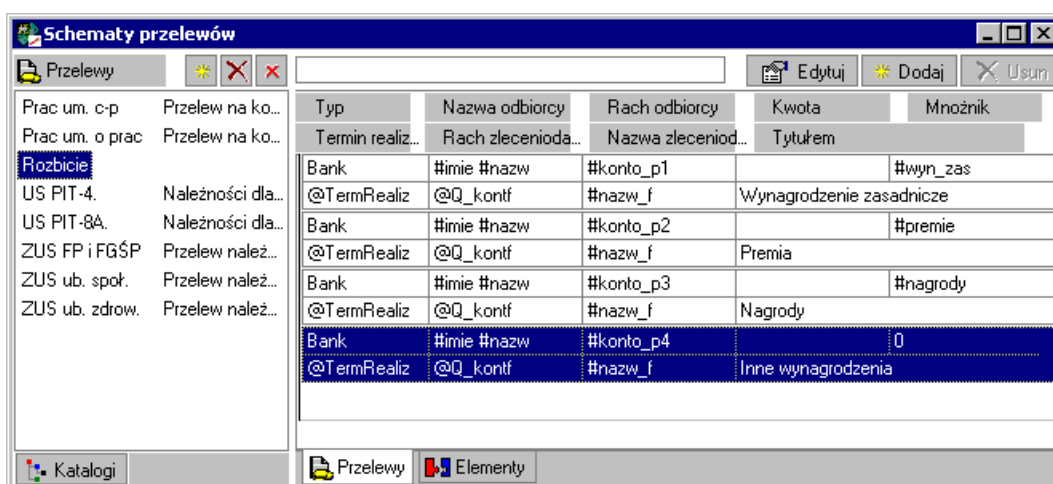 Schematy przelewów
Przelewy Edytuj Dodaj Usun
Prac um. c-p Przelew na ko...
Prac um. o prac Przelew na ko...
Rozbicie
US PIT-4. Należności dla...
US PIT-8A. Należności dla...
ZUS FP i FGŚP Przelew należ...
ZUS ub. społ. Przelew należ...
ZUS ub. zdrow. Przelew należ...
Typ Nazwa odbiorcy Rach odbiorcy Kwota Mnożnik
Termin realiz... Rach zlecenioda... Nazwa zleceniod... Tytułem
Bank #imie #nazw #konto_p1 #wyn_zas
@TermRealiz @Q_kontf #nazw_f Wynagrodzenie zasadnicze
Bank #imie #nazw #konto_p2 #premie
@TermRealiz @Q_kontf #nazw_f Premia
Bank #imie #nazw #konto_p3 #nagrody
@TermRealiz @Q_kontf #nazw_f Nagrody
Bank #imie #nazw #konto_p4 0
@TermRealiz @Q_kontf #nazw_f Inne wynagrodzenia
Katalogi Przelewy Elementy